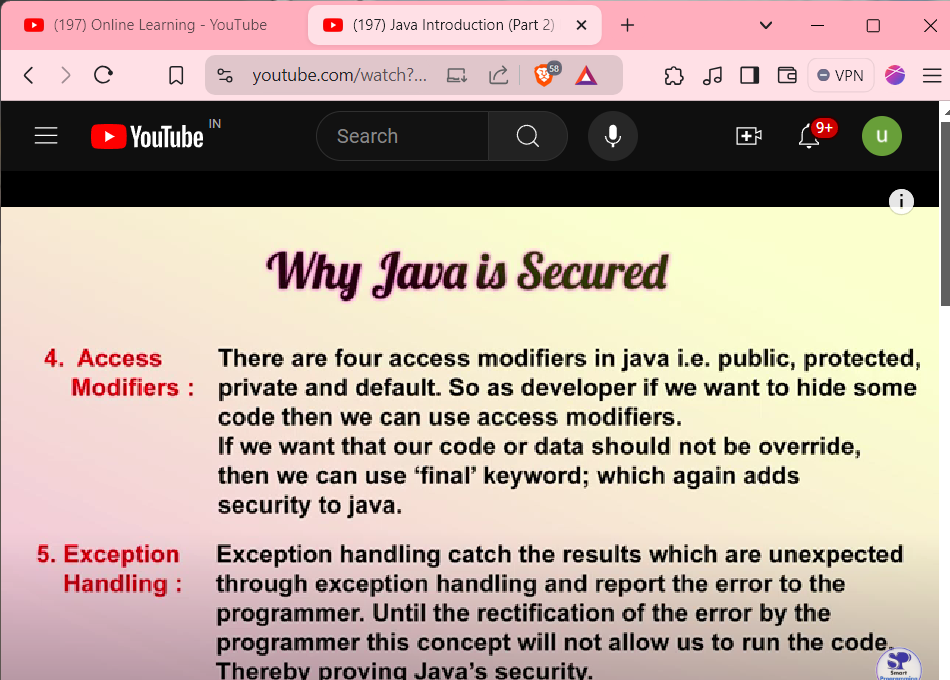 (197) Online Learning - YouTube
(197) Java Introduction (Part 2)
youtube.com/watch?...
58
VPN
YouTube IN
Search
9+
u
i
Why Java is Secured
4. Access Modifiers :
There are four access modifiers in java i.e. public, protected,
private and default. So as developer if we want to hide some
code then we can use access modifiers.
If we want that our code or data should not be override,
then we can use ‘final’ keyword; which again adds
security to java.
5. Exception Handling :
Exception handling catch the results which are unexpected
through exception handling and report the error to the
programmer. Until the rectification of the error by the
programmer this concept will not allow us to run the code.
Thereby proving Java’s security.
SP
Smart
Programming